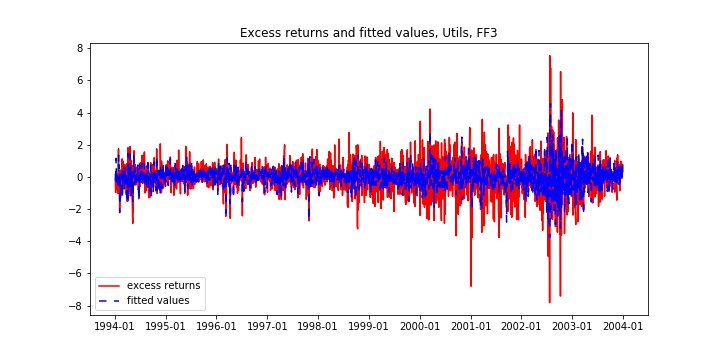 Excess returns and fitted values, Utils, FF3
8
6
4
2
0
−2
−4
−6
−8
excess returns
fitted values
1994-01 1995-01 1996-01 1997-01 1998-01 1999-01 2000-01 2001-01 2002-01 2003-01 2004-01